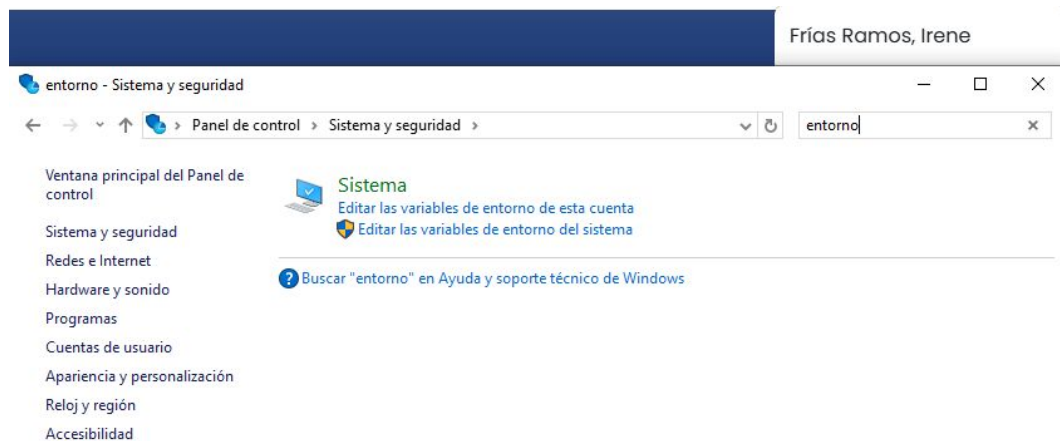 Frías Ramos, Irene
entorno - Sistema y seguridad
Panel de control > Sistema y seguridad >
entorno
Ventana principal del Panel de
control
Sistema y seguridad
Redes e Internet
Hardware y sonido
Programas
Cuentas de usuario
Apariencia y personalización
Reloj y región
Accesibilidad
Sistema
Editar las variables de entorno de esta cuenta
Editar las variables de entorno del sistema
Buscar "entorno" en Ayuda y soporte técnico de Windows